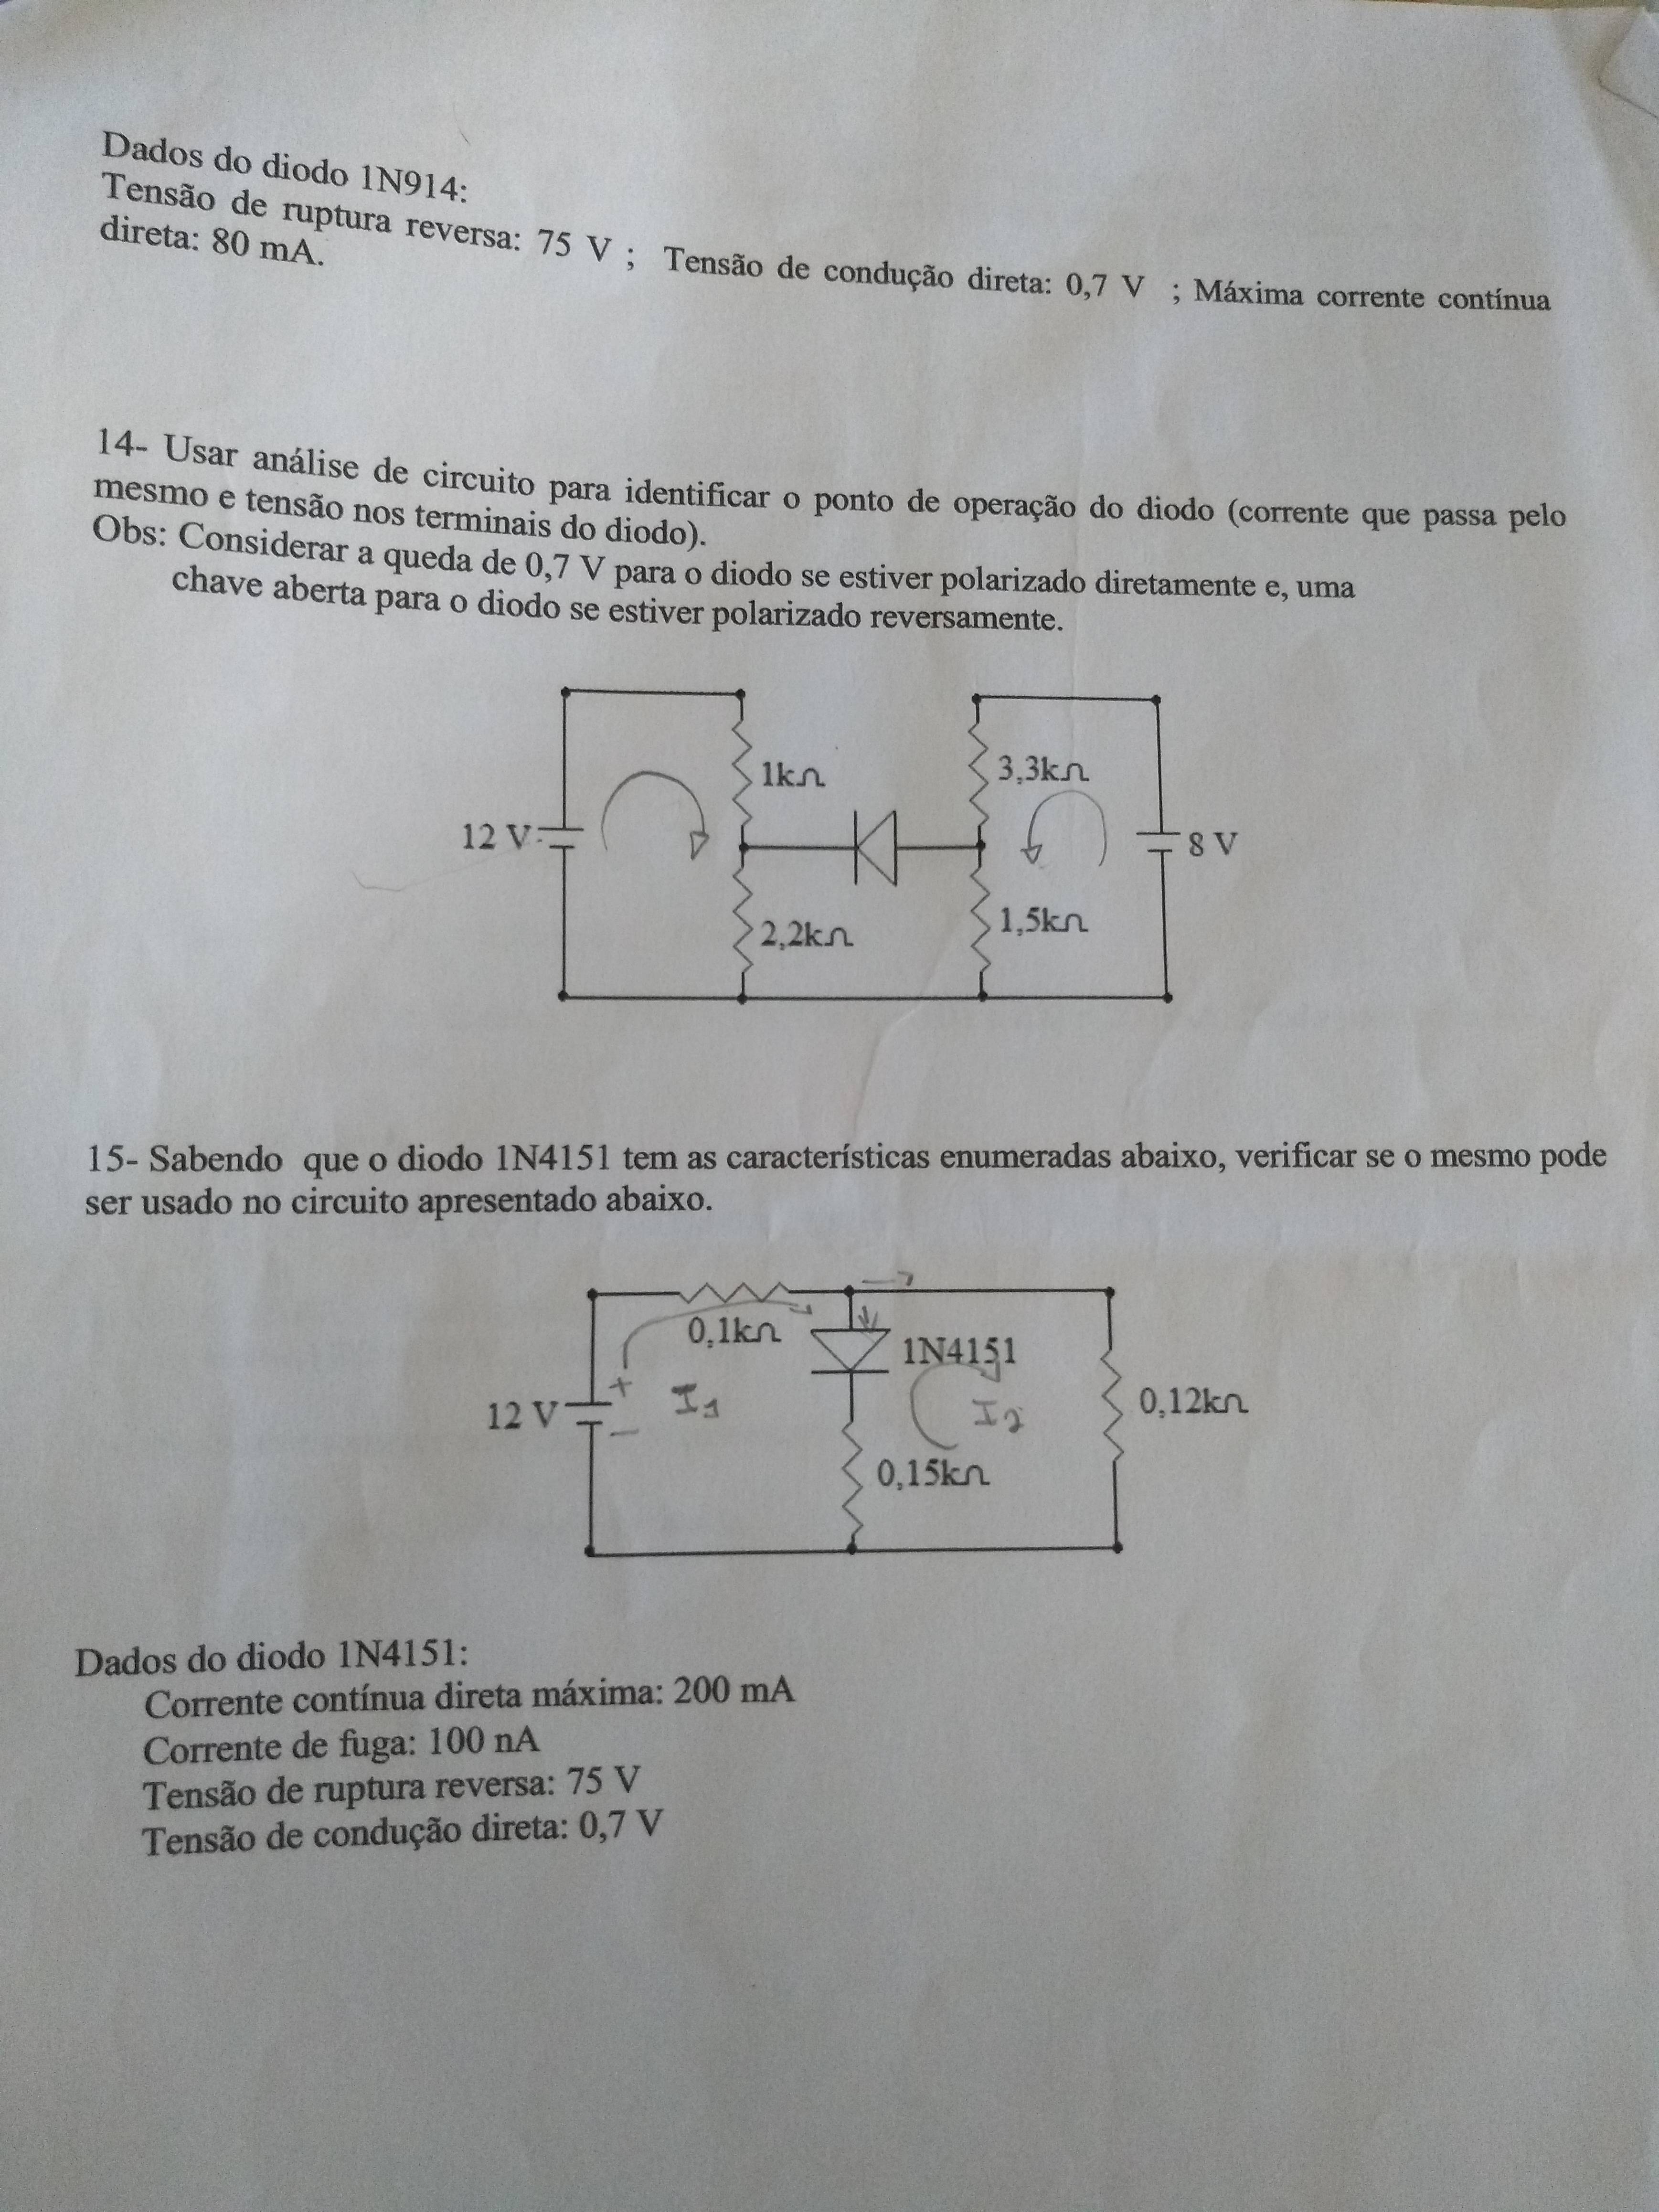 Dados do diodo 1N914:
Tensão de ruptura reversa: 75 V ; Tensão de condução direta: 0,7 V ; Máxima corrente contínua
direta: 80 mA.
14- Usar análise de circuito para identificar o ponto de operação do diodo (corrente que passa pelo
mesmo e tensão nos terminais do diodo).
Obs: Considerar a queda de 0,7 V para o diodo se estiver polarizado diretamente e, uma
chave aberta para o diodo se estiver polarizado reversamente.
12 V
1kΩ
3,3kΩ
8 V
2,2kΩ
1,5kΩ
15- Sabendo que o diodo 1N4151 tem as características enumeradas abaixo, verificar se o mesmo pode
ser usado no circuito apresentado abaixo.
0,1kΩ
1N4151
12 V
+
-
I1
I2
0,12kΩ
0,15kΩ
Dados do diodo 1N4151:
Corrente contínua direta máxima: 200 mA
Corrente de fuga: 100 nA
Tensão de ruptura reversa: 75 V
Tensão de condução direta: 0,7 V